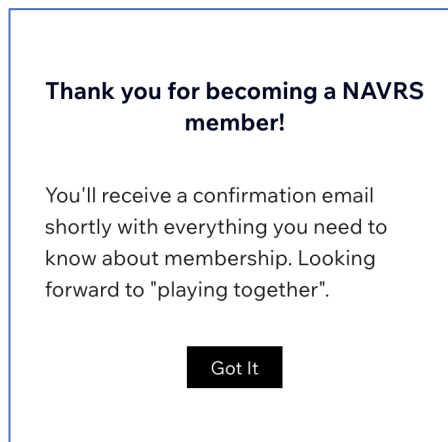 Thank you for becoming a NAVRS
member!
You'll receive a confirmation email
shortly with everything you need to
know about membership. Looking
forward to "playing together".
Got It